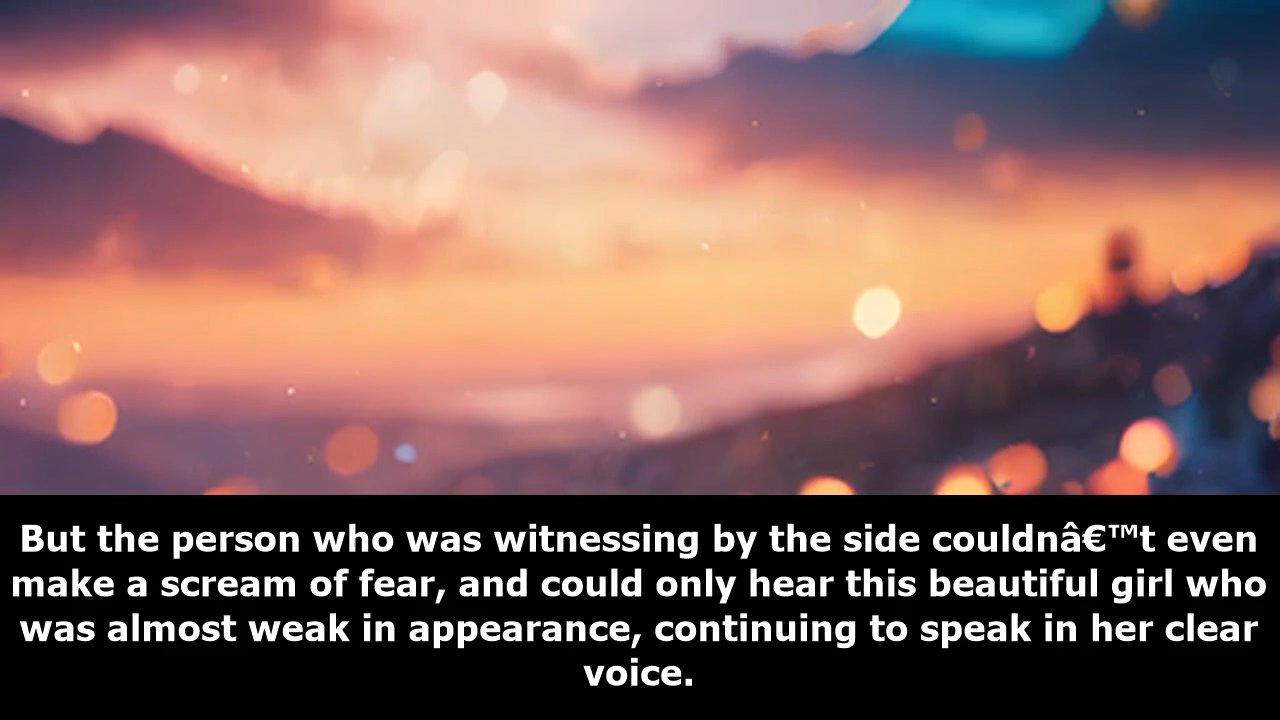 But the person who was witnessing by the side couldnâ€™t even
make a scream of fear, and could only hear this beautiful girl who
was almost weak in appearance, continuing to speak in her clear
voice.